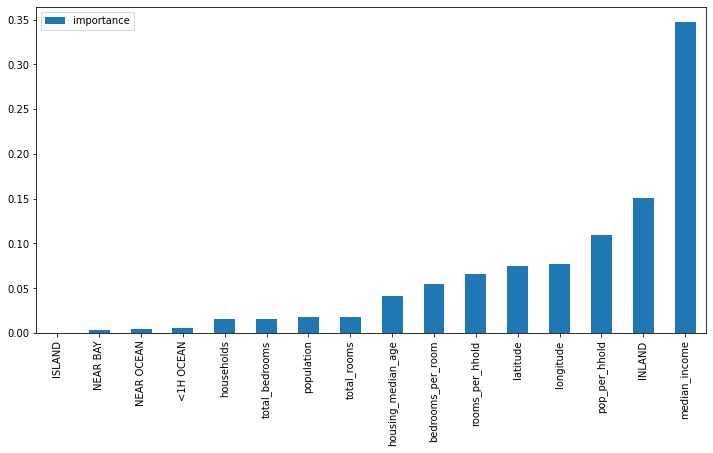 importance
0.35
0.30
0.25
0.20
0.15
0.10
0.05
0.00
ISLAND
NEAR BAY
NEAR OCEAN
<1H OCEAN
households
total_bedrooms
population
total_rooms
housing_median_age
bedrooms_per_room
rooms_per_hhold
latitude
longitude
pop_per_hhold
INLAND
median_income